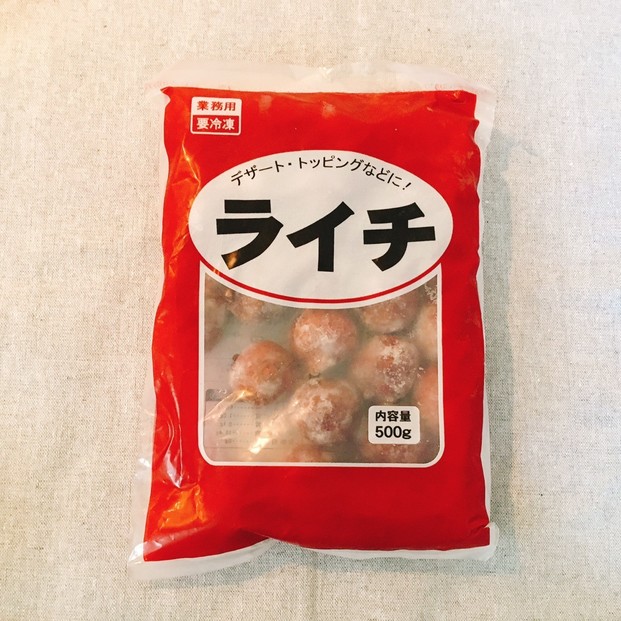 業務用
要冷凍
デザート・トッピングなどに！
ライチ
内容量
500g